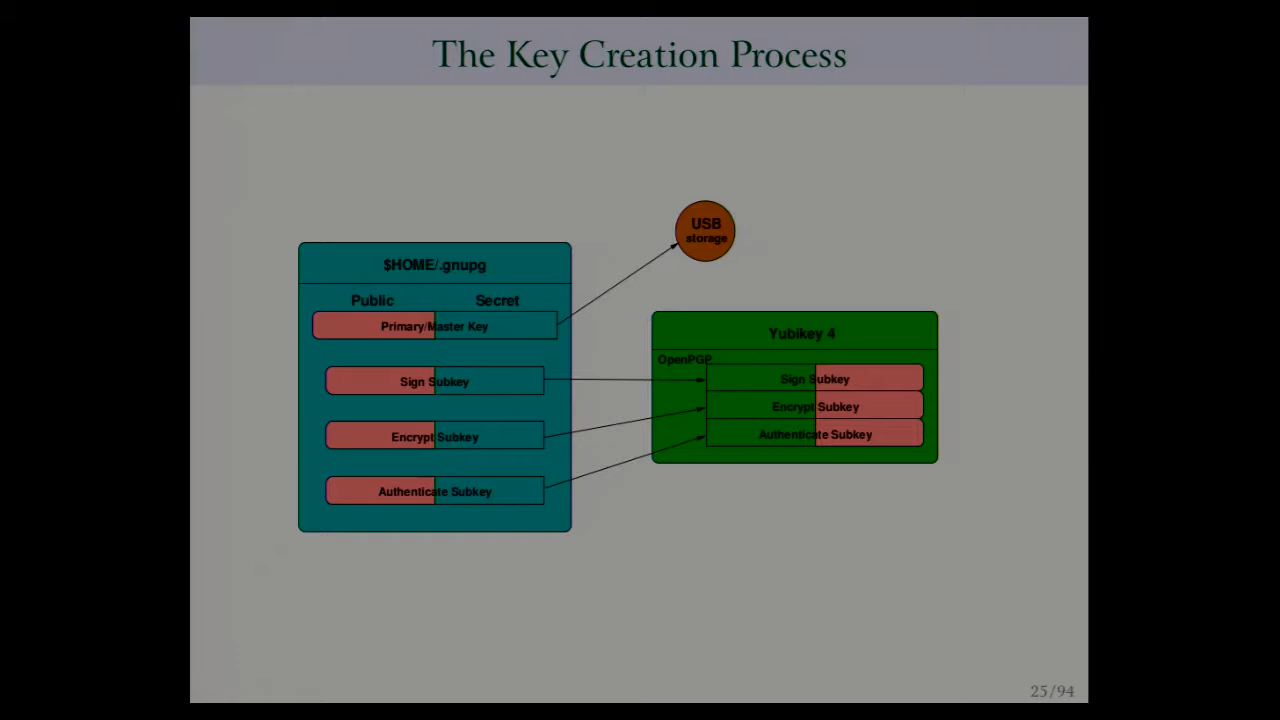 The Key Creation Process
USB
storage
$HOME/.gnupg
Public Secret
Primary/Master Key
Sign Subkey
Encrypt Subkey
Authenticate Subkey
Yubikey 4
OpenPGP
Sign Subkey
Encrypt Subkey
Authenticate Subkey
25/94